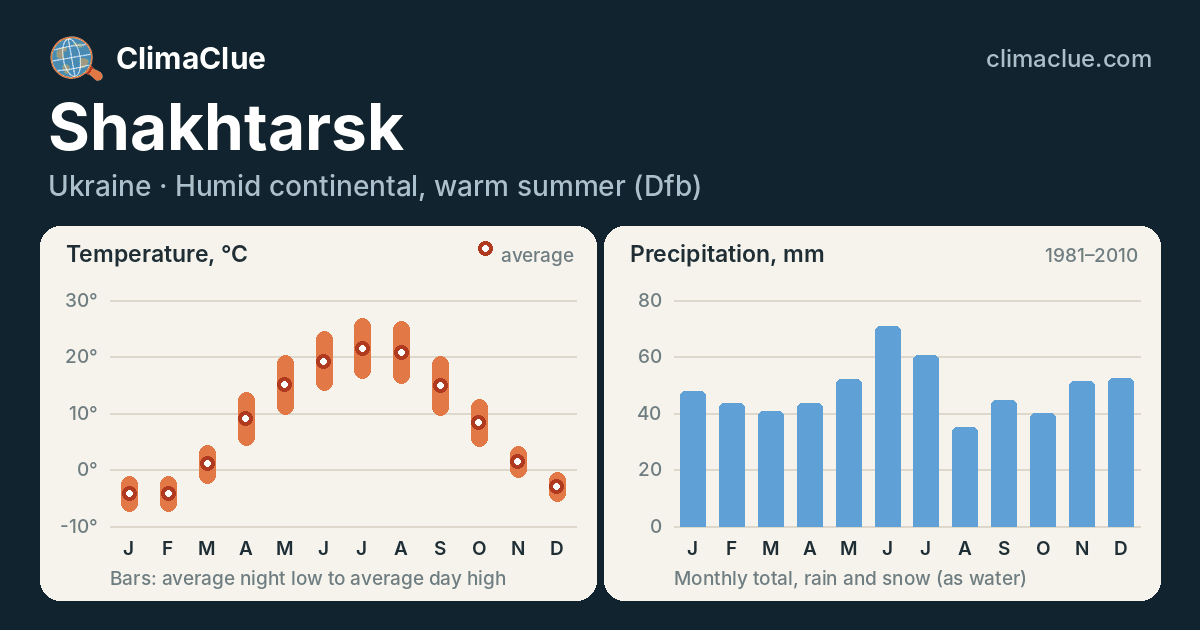 ClimaClue
climaclue.com
Shakhtarsk
Ukraine · Humid continental, warm summer (Dfb)
Temperature, °C
average
30°
20°
10°
0°
-10°
J F M A M J J A S O N D
Bars: average night low to average day high
Precipitation, mm
1981–2010
80
60
40
20
0
J F M A M J J A S O N D
Monthly total, rain and snow (as water)